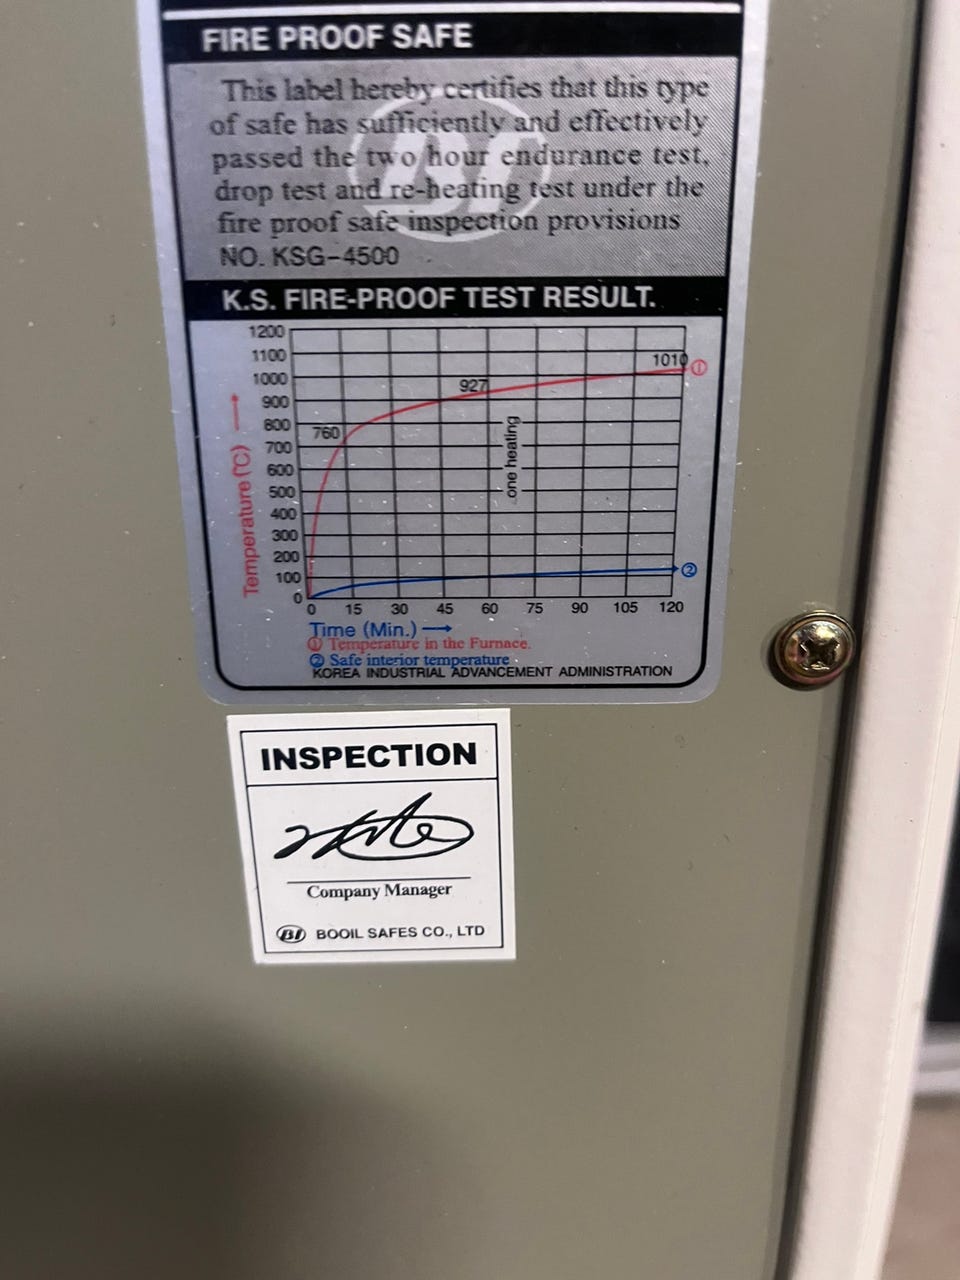 FIRE PROOF SAFE
This label hereby certifies that this type
of safe has sufficiently and effectively
passed the two hour endurance test,
drop test and re-heating test under the
fire proof safe inspection provisions
NO. KSG-4500
K.S. FIRE-PROOF TEST RESULT.
1200
1100
1000
900
800
700
600
500
400
300
200
100
0
Temperature (℃)
760
927
1010
①
one heating
②
0 15 30 45 60 75 90 105 120
Time (Min.)
① Temperature in the Furnace.
② Safe interior temperature
KOREA INDUSTRIAL ADVANCEMENT ADMINISTRATION
INSPECTION
Company Manager
BI BOOIL SAFES CO., LTD